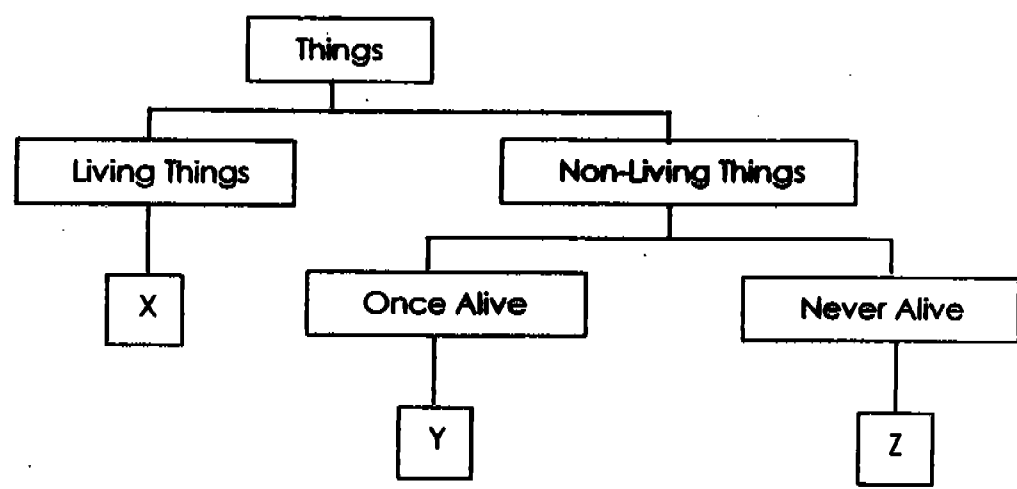 Things
Living Things
Non-Living Things
X
Once Alive
Never Alive
Y
Z